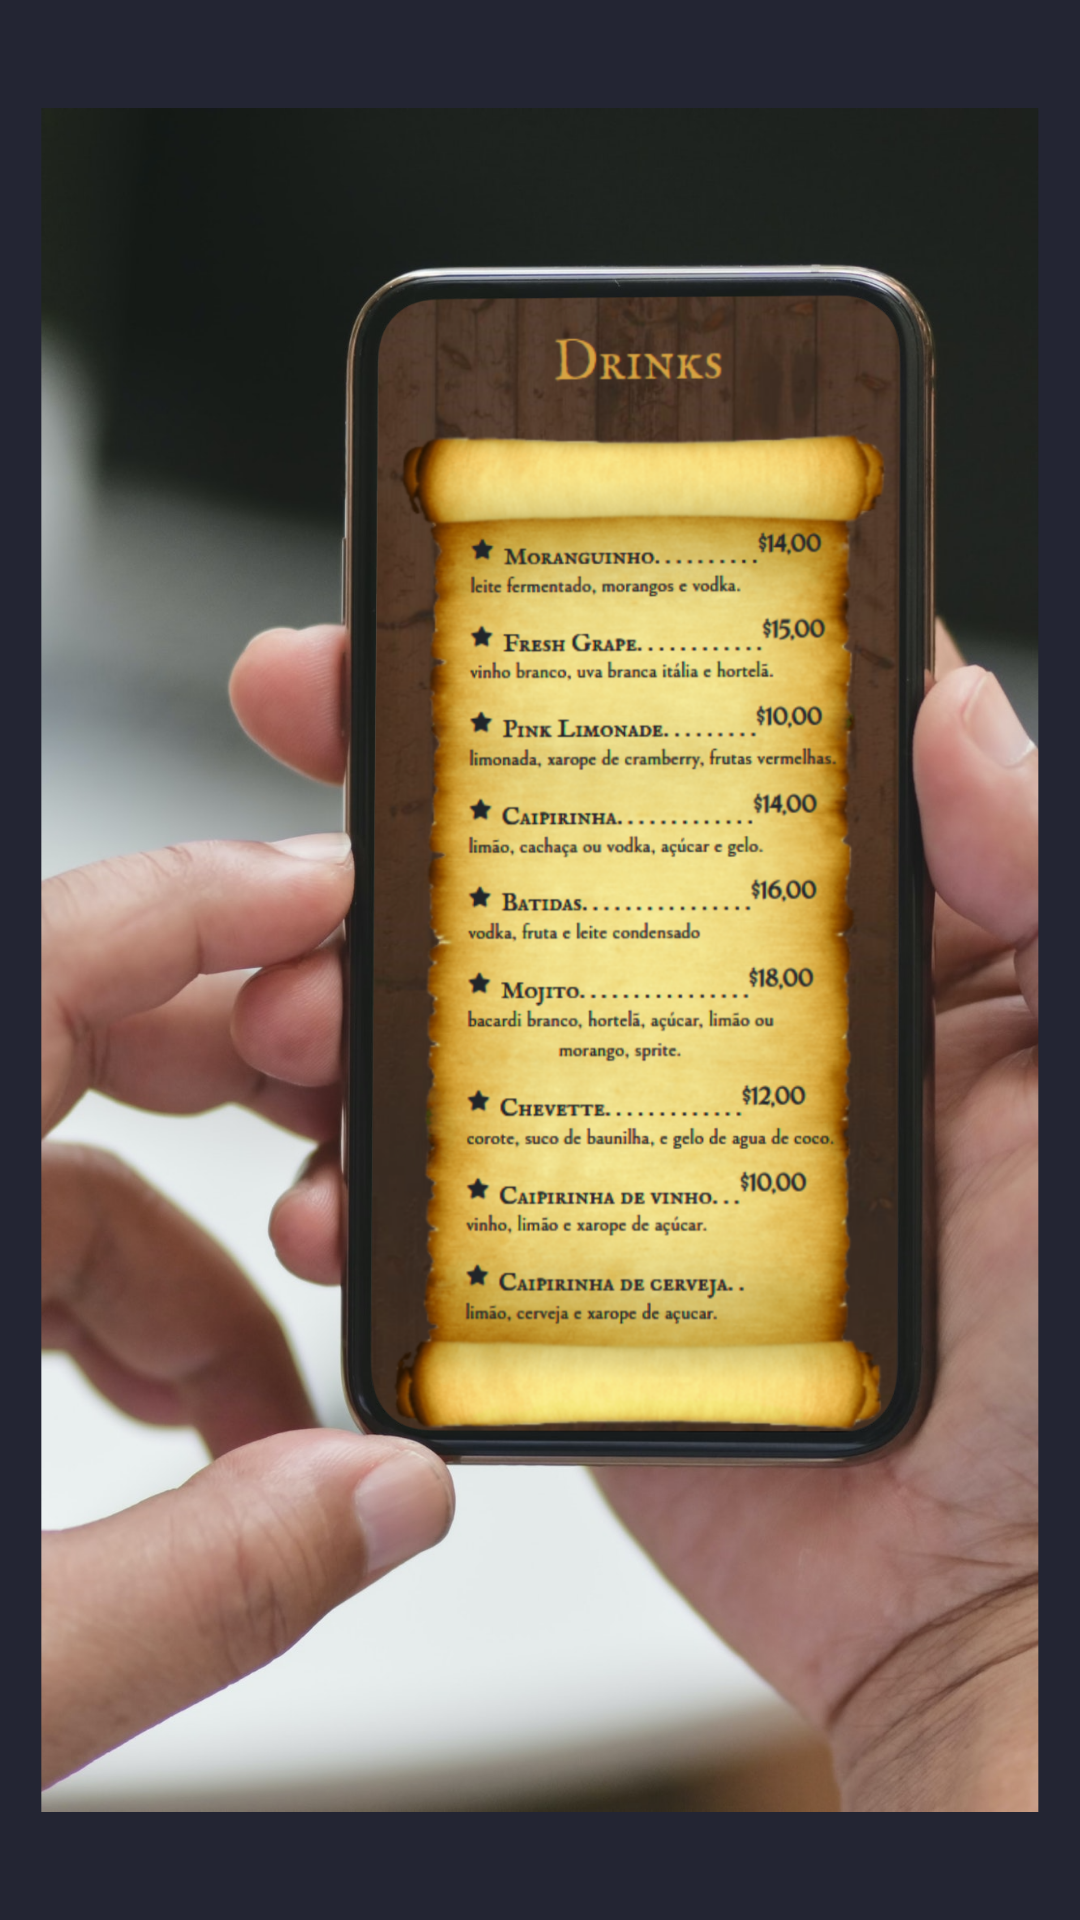 Drinks
★ Moranguinho.......... $14,00
leite fermentado, morangos e vodka.
★ Fresh Grape............ $15,00
vinho branco, uva branca itália e hortelã.
★ Pink Limonade......... $10,00
limonada, xarope de cramberry, frutas vermelhas.
★ Caipirinha............. $14,00
limão, cachaça ou vodka, açúcar e gelo.
★ Batidas................ $16,00
vodka, fruta e leite condensado
★ Mojito................ $18,00
bacardi branco, hortelã, açúcar, limão ou
morango, sprite.
★ Chevette............. $12,00
corote, suco de baunilha, e gelo de agua de coco.
★ Caipirinha de vinho... $10,00
vinho, limão e xarope de açúcar.
★ Caipirinha de cerveja. .
limão, cerveja e xarope de açucar.